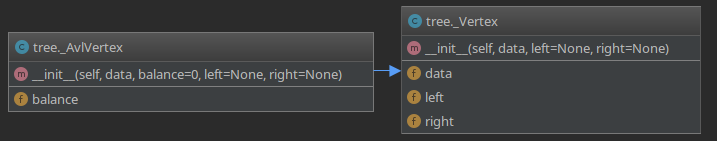 C tree._AvlVertex
m __init__(self, data, balance=0, left=None, right=None)
f balance
C tree._Vertex
m __init__(self, data, left=None, right=None)
f data
f left
f right